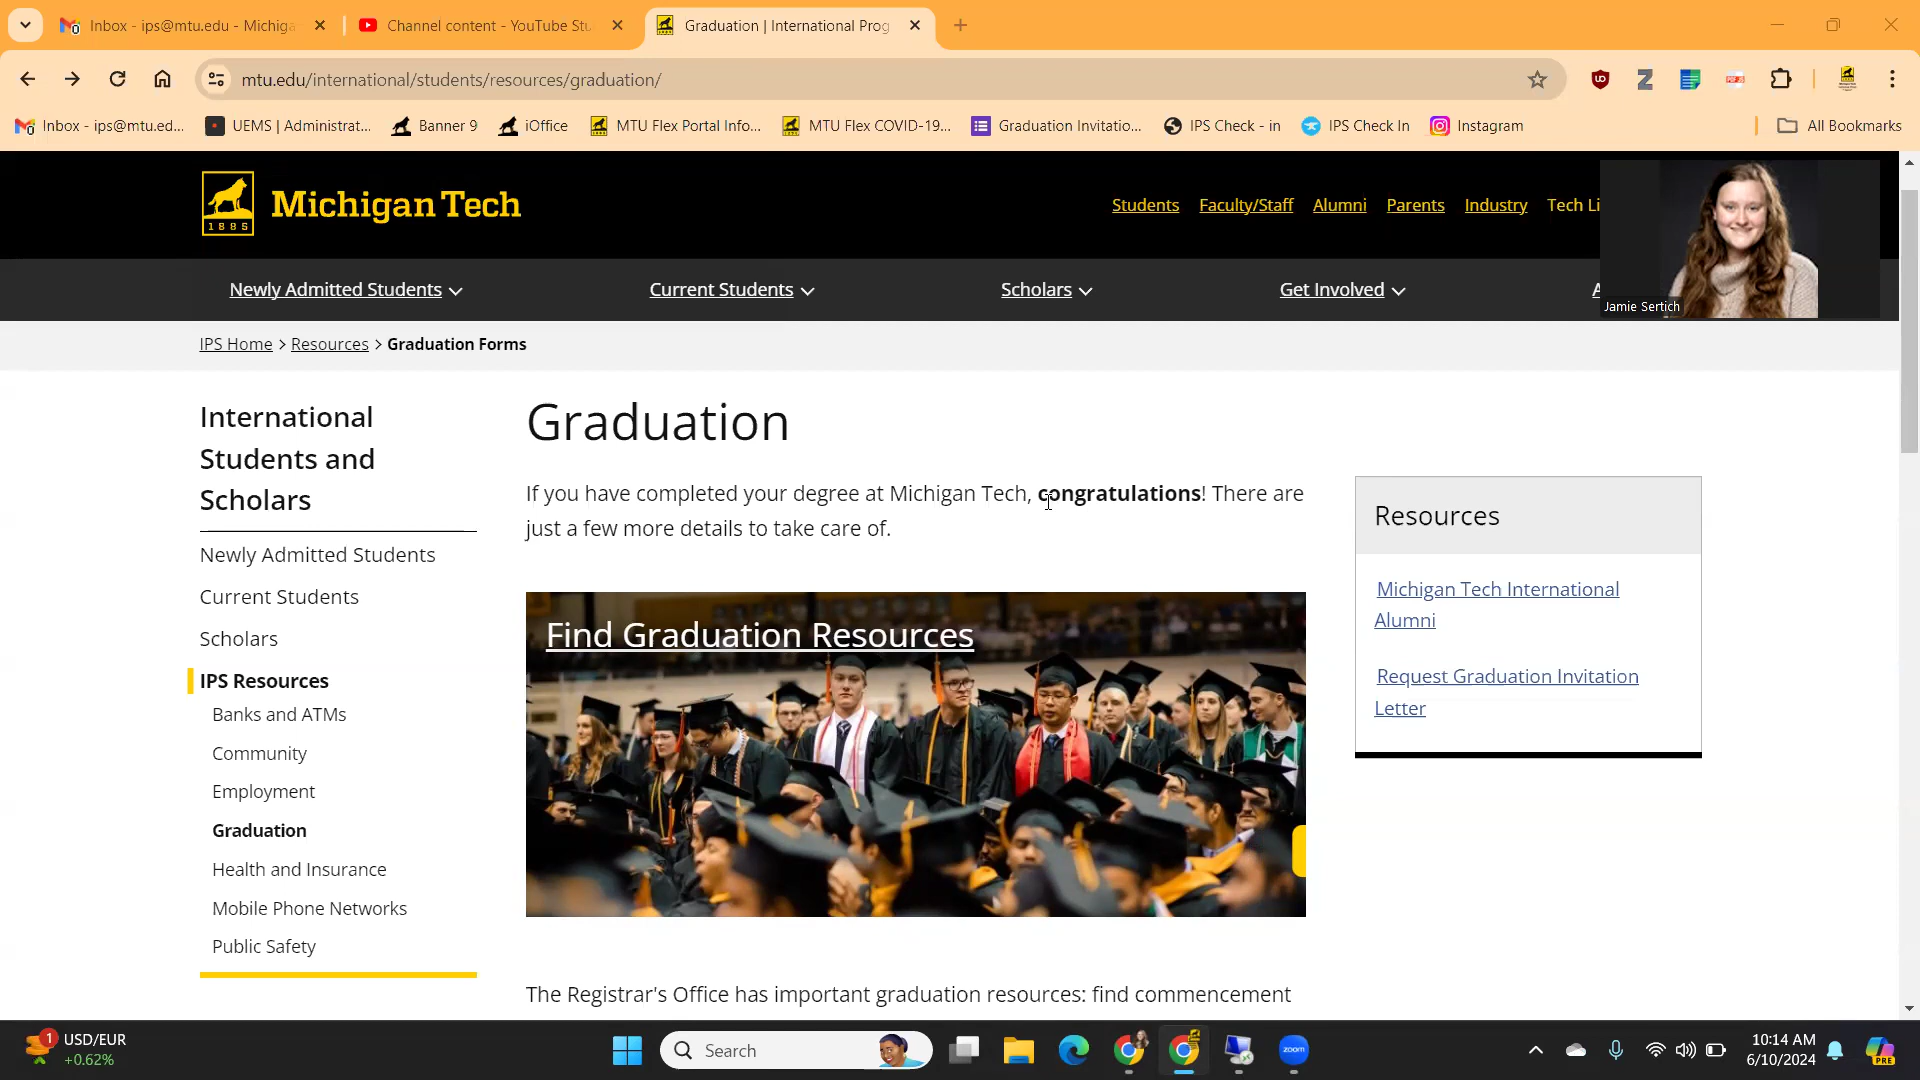 Inbox - ips@mtu.edu - Michiga
Channel content - YouTube Stu
Graduation | International Prog
mtu.edu/international/students/resources/graduation/
Inbox - ips@mtu.ed...
UEMS | Administrat...
Banner 9
iOffice
MTU Flex Portal Info...
MTU Flex COVID-19...
Graduation Invitatio...
IPS Check - in
IPS Check In
Instagram
All Bookmarks
1885
Michigan Tech
Students
Faculty/Staff
Alumni
Parents
Industry
Tech Li
Newly Admitted Students
Current Students
Scholars
Get Involved
A
Jamie Sertich
IPS Home > Resources > Graduation Forms
International
Students and
Scholars
Newly Admitted Students
Current Students
Scholars
IPS Resources
Banks and ATMs
Community
Employment
Graduation
Health and Insurance
Mobile Phone Networks
Public Safety
Graduation
If you have completed your degree at Michigan Tech, congratulations! There are
just a few more details to take care of.
Find Graduation Resources
The Registrar's Office has important graduation resources: find commencement
Resources
Michigan Tech International
Alumni
Request Graduation Invitation
Letter
1
USD/EUR
+0.62%
Search
zoom
10:14 AM
6/10/2024
PRE